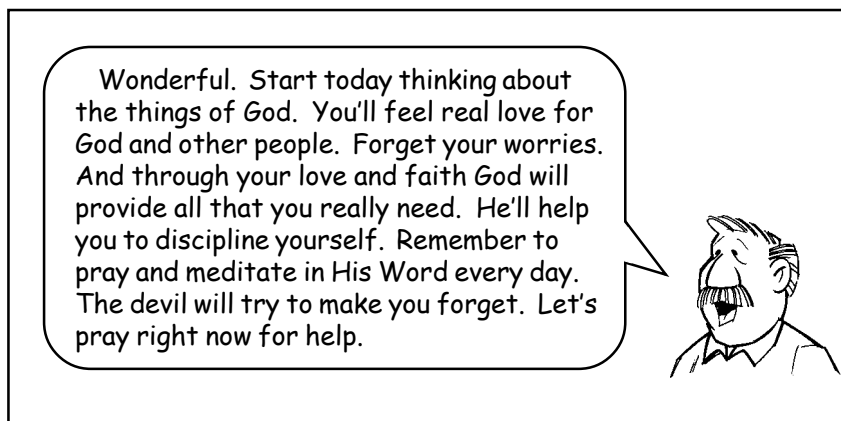 Wonderful. Start today thinking about
the things of God. You'll feel real love for
God and other people. Forget your worries.
And through your love and faith God will
provide all that you really need. He'll help
you to discipline yourself. Remember to
pray and meditate in His Word every day.
The devil will try to make you forget. Let's
pray right now for help.